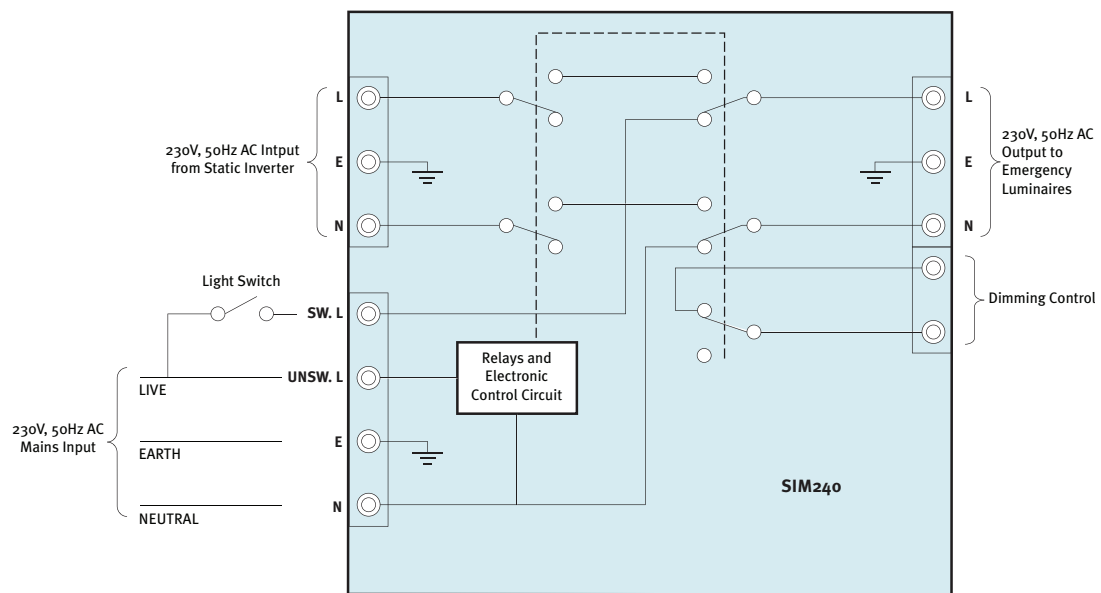 L
230V, 50Hz AC Intput
from Static Inverter
E
N
Light Switch
SW. L
UNSW. L
LIVE
230V, 50Hz AC
Mains Input
E
EARTH
N
NEUTRAL
Relays and
Electronic
Control Circuit
SIM240
L
230V, 50Hz AC
Output to
Emergency
Luminaires
E
N
Dimming Control